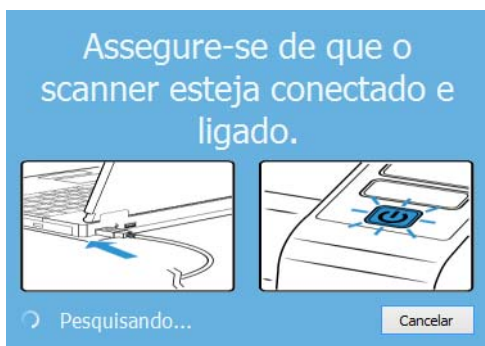 Assegure-se de que o
scanner esteja conectado e
ligado.
Pesquisando...
Cancelar